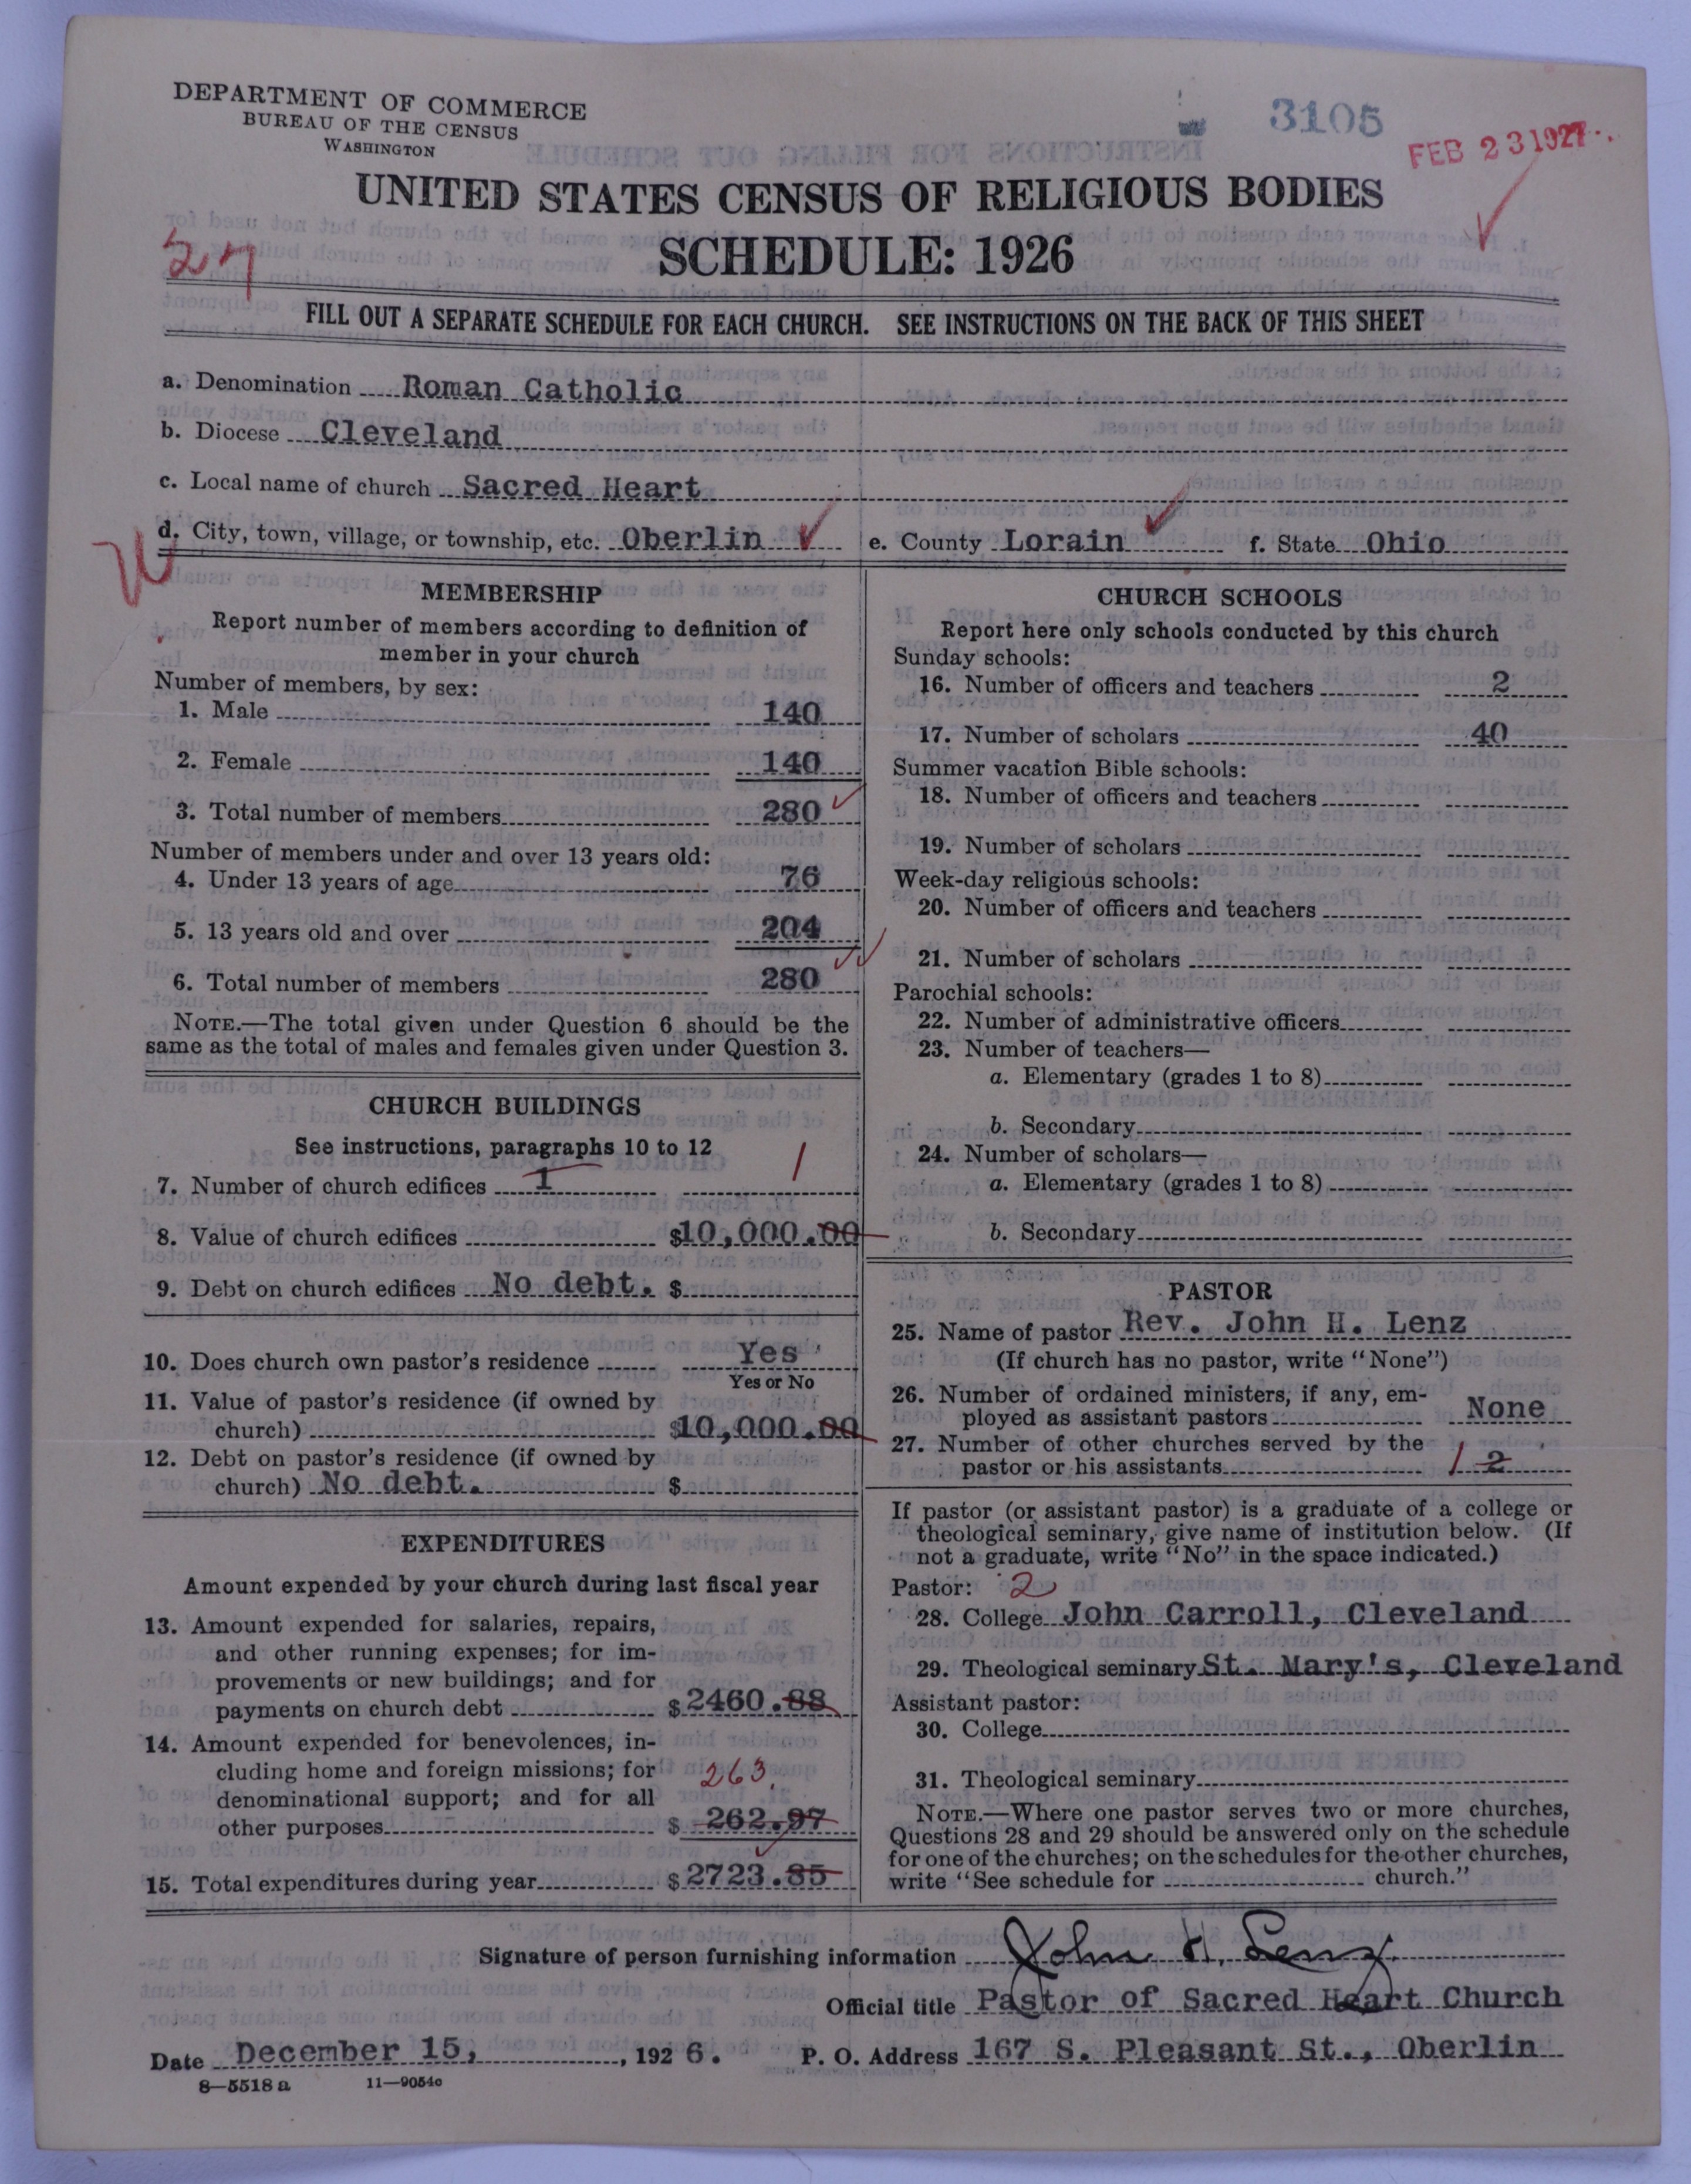 DEPARTMENT OF COMMERCE
BUREAU OF THE CENSUS
WASHINGTON
3105
FEB 23 1927
UNITED STATES CENSUS OF RELIGIOUS BODIES
SCHEDULE: 1926
27
FILL OUT A SEPARATE SCHEDULE FOR EACH CHURCH. SEE INSTRUCTIONS ON THE BACK OF THIS SHEET
a. Denomination Roman Catholic
b. Diocese Cleveland
c. Local name of church Sacred Heart
d. City, town, village, or township, etc. Oberlin e. County Lorain f. State Ohio
MEMBERSHIP
Report number of members according to definition of
member in your church
Number of members, by sex:
1. Male 140
2. Female 140
3. Total number of members 280
Number of members under and over 13 years old:
4. Under 13 years of age 76
5. 13 years old and over 204
6. Total number of members 280
NOTE.—The total given under Question 6 should be the
same as the total of males and females given under Question 3.
CHURCH BUILDINGS
See instructions, paragraphs 10 to 12
7. Number of church edifices 1 1
8. Value of church edifices $10,000.00
9. Debt on church edifices No debt. $
10. Does church own pastor's residence Yes
Yes or No
11. Value of pastor's residence (if owned by
church) $10,000.00
12. Debt on pastor's residence (if owned by
church) No debt. $
EXPENDITURES
Amount expended by your church during last fiscal year
13. Amount expended for salaries, repairs,
and other running expenses; for im-
provements or new buildings; and for
payments on church debt $2460.88
14. Amount expended for benevolences, in-
cluding home and foreign missions; for 263.
denominational support; and for all
other purposes $ 262.97
15. Total expenditures during year $2723.85
CHURCH SCHOOLS
Report here only schools conducted by this church
Sunday schools:
16. Number of officers and teachers 2
17. Number of scholars 40
Summer vacation Bible schools:
18. Number of officers and teachers
19. Number of scholars
Week-day religious schools:
20. Number of officers and teachers
21. Number of scholars
Parochial schools:
22. Number of administrative officers
23. Number of teachers—
a. Elementary (grades 1 to 8)
b. Secondary
24. Number of scholars—
a. Elementary (grades 1 to 8)
b. Secondary
PASTOR
25. Name of pastor Rev. John H. Lenz
(If church has no pastor, write "None")
26. Number of ordained ministers, if any, em-
ployed as assistant pastors None
27. Number of other churches served by the
pastor or his assistants 1 2
If pastor (or assistant pastor) is a graduate of a college or
theological seminary, give name of institution below. (If
not a graduate, write "No" in the space indicated.)
Pastor: 2
28. College John Carroll, Cleveland
29. Theological seminary St. Mary's, Cleveland
Assistant pastor:
30. College
31. Theological seminary
NOTE.—Where one pastor serves two or more churches,
Questions 28 and 29 should be answered only on the schedule
for one of the churches; on the schedules for the other churches,
write "See schedule for church."
Signature of person furnishing information John H. Lenz
Official title Pastor of Sacred Heart Church
Date December 15, , 192 6. P. O. Address 167 S. Pleasant St., Oberlin
8—5518 a 11—9054c